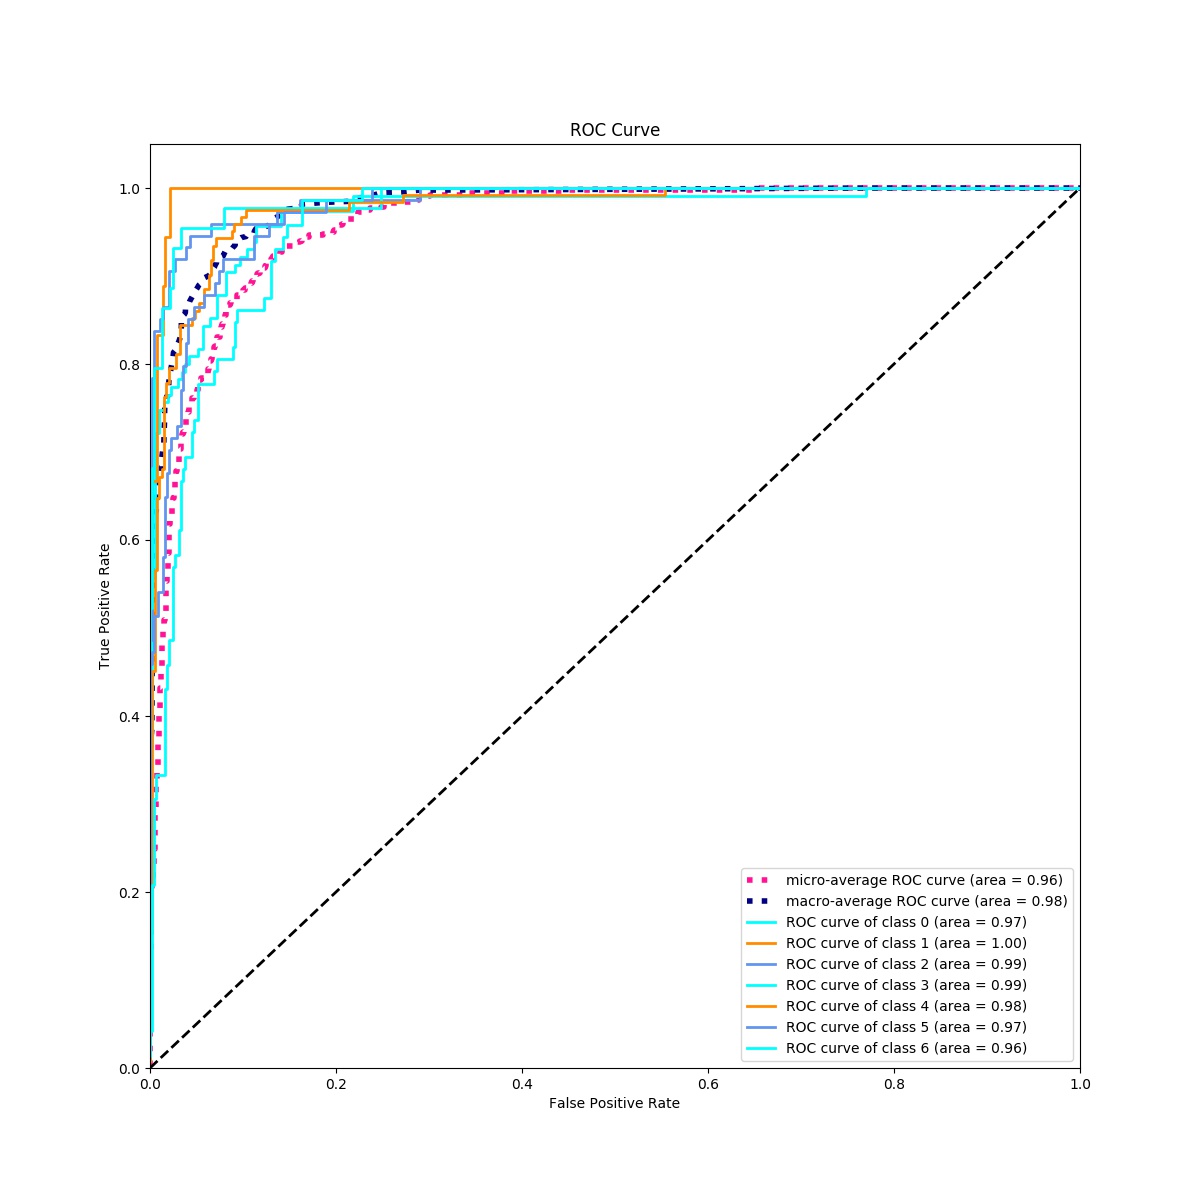 ROC Curve
1.0
0.8
0.6
0.4
0.2
0.0
True Positive Rate
micro-average ROC curve (area = 0.96)
macro-average ROC curve (area = 0.98)
ROC curve of class 0 (area = 0.97)
ROC curve of class 1 (area = 1.00)
ROC curve of class 2 (area = 0.99)
ROC curve of class 3 (area = 0.99)
ROC curve of class 4 (area = 0.98)
ROC curve of class 5 (area = 0.97)
ROC curve of class 6 (area = 0.96)
0.0 0.2 0.4 0.6 0.8 1.0
False Positive Rate